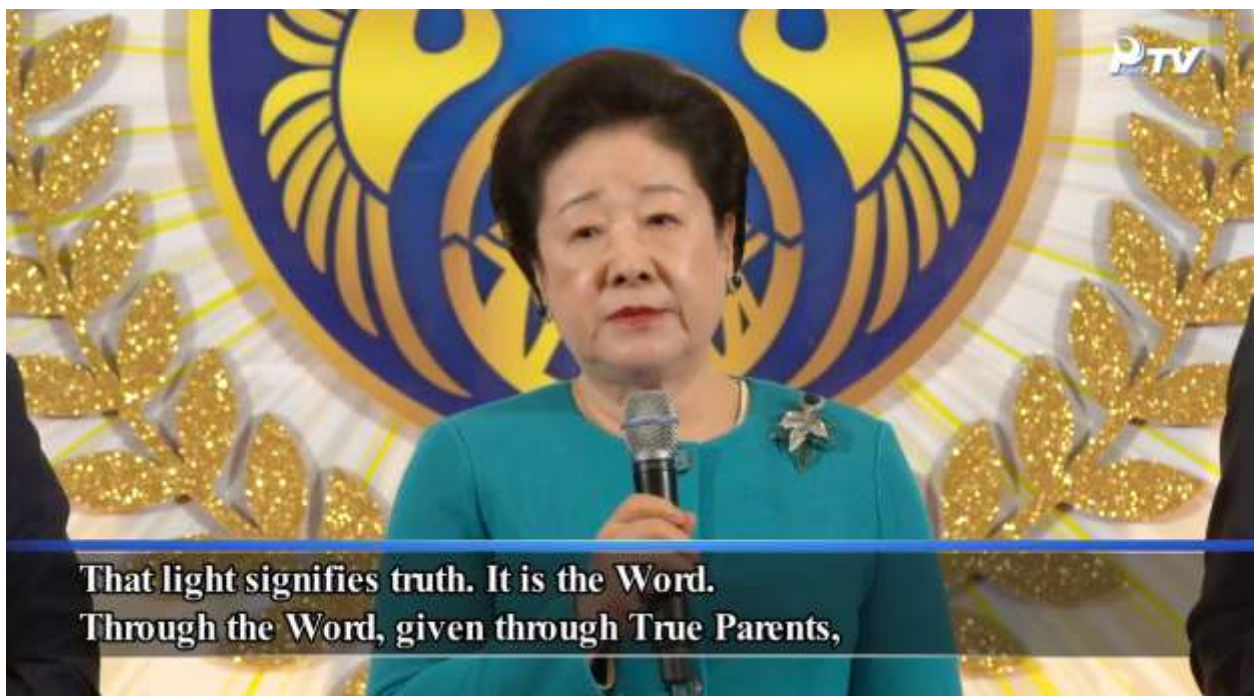 PTV
That light signifies truth. It is the Word.
Through the Word, given through True Parents,